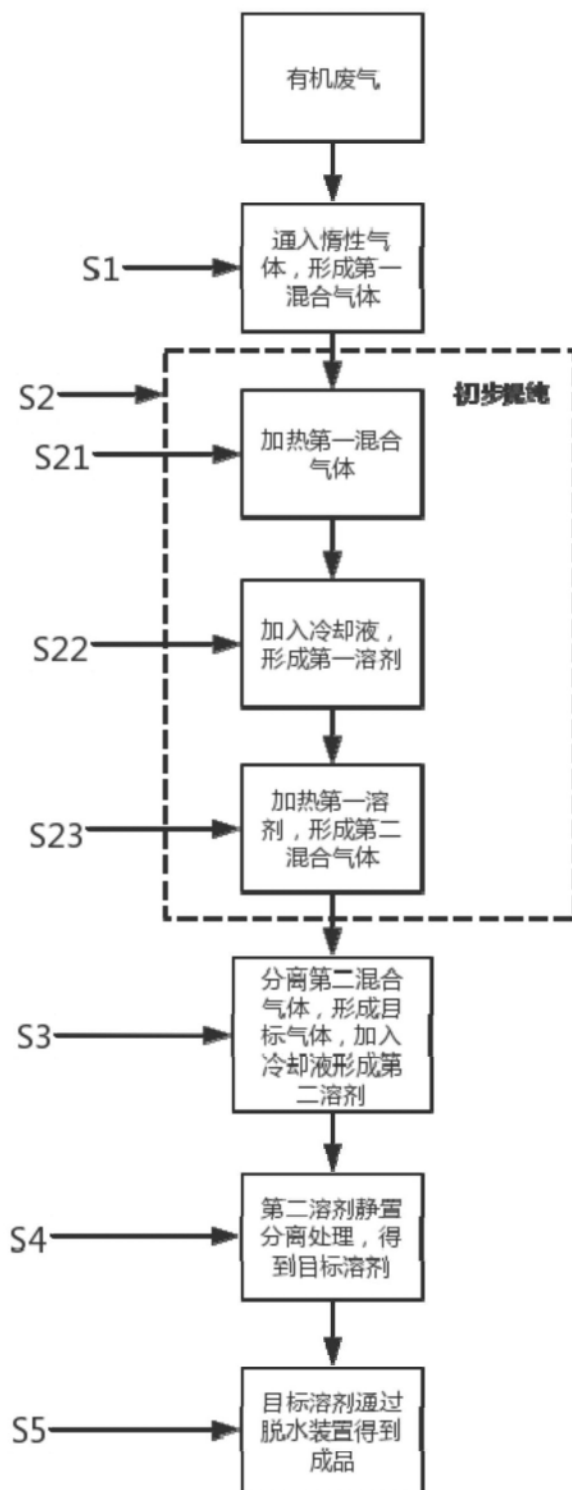 有机废气
S1
通入惰性气
体，形成第一
混合气体
S2
初步提纯
S21
加热第一混合
气体
S22
加入冷却液，
形成第一溶剂
S23
加热第一溶
剂，形成第二
混合气体
S3
分离第二混合
气体，形成目
标气体，加入
冷却液形成第
二溶剂
S4
第二溶剂静置
分离处理，得
到目标溶剂
S5
目标溶剂通过
脱水装置得到
成品